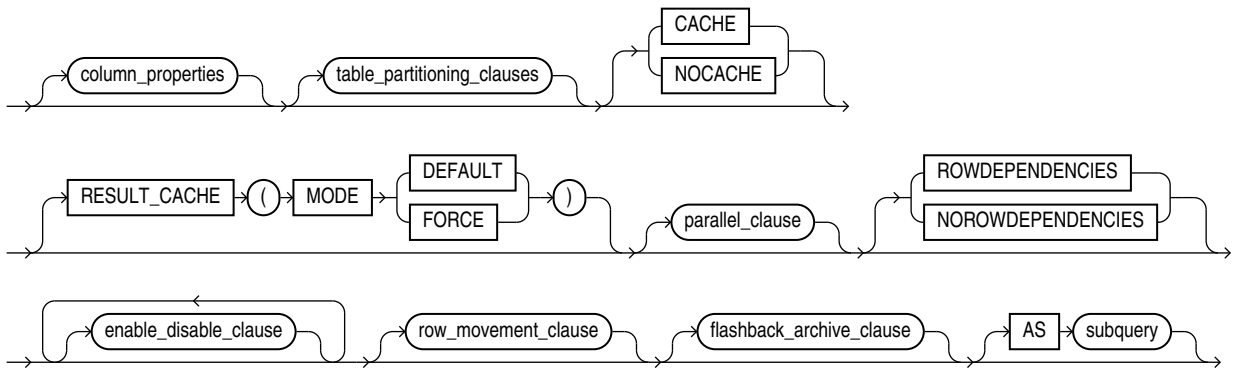 CACHE
column_properties table_partitioning_clauses NOCACHE
DEFAULT ROWDEPENDENCIES
RESULT_CACHE ( MODE )
FORCE parallel_clause NOROWDEPENDENCIES
enable_disable_clause row_movement_clause flashback_archive_clause AS subquery